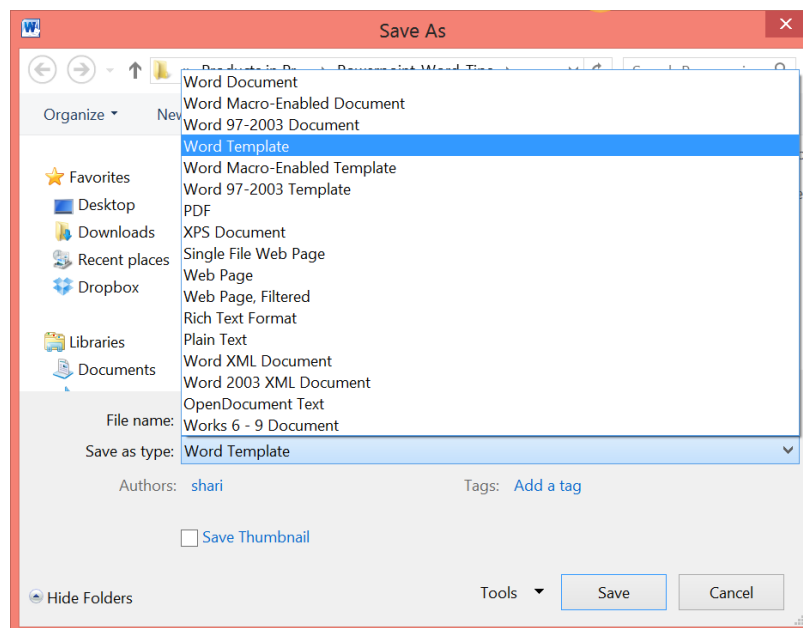 Save As
Word Document
Word Macro-Enabled Document
Organize
Word 97-2003 Document
Word Template
Word Macro-Enabled Template
Favorites
Word 97-2003 Template
Desktop
PDF
Downloads
XPS Document
Recent places
Single File Web Page
Web Page
Dropbox
Web Page, Filtered
Rich Text Format
Libraries
Plain Text
Documents
Word XML Document
Word 2003 XML Document
OpenDocument Text
File name: Works 6 - 9 Document
Save as type: Word Template
Authors: shari Tags: Add a tag
Save Thumbnail
Hide Folders Tools Save Cancel